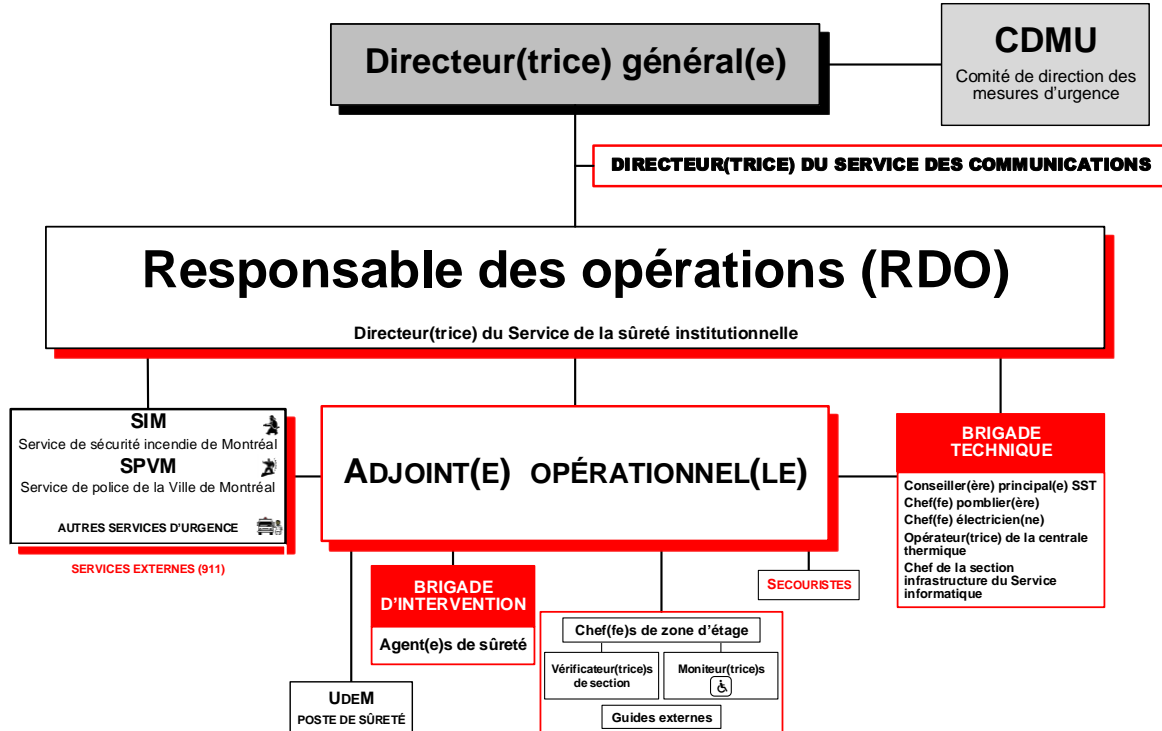 Directeur(trice) général(e)
CDMU
Comité de direction des
mesures d'urgence
DIRECTEUR(TRICE) DU SERVICE DES COMMUNICATIONS
Responsable des opérations (RDO)
Directeur(trice) du Service de la sûreté institutionnelle
SIM
Service de sécurité incendie de Montréal
SPVM
Service de police de la Ville de Montréal
AUTRES SERVICES D'URGENCE
SERVICES EXTERNES (911)
ADJOINT(E) OPÉRATIONNEL(LE)
BRIGADE
TECHNIQUE
Conseiller(ère) principal(e) SST
Chef(fe) pomblier(ère)
Chef(fe) électricien(ne)
Opérateur(trice) de la centrale
thermique
Chef de la section
infrastructure du Service
informatique
BRIGADE
D'INTERVENTION
Agent(e)s de sûreté
SECOURISTES
Chef(fe)s de zone d'étage
Vérificateur(trice)s
de section
Moniteur(trice)s
Guides externes
UDEM
POSTE DE SÛRETÉ